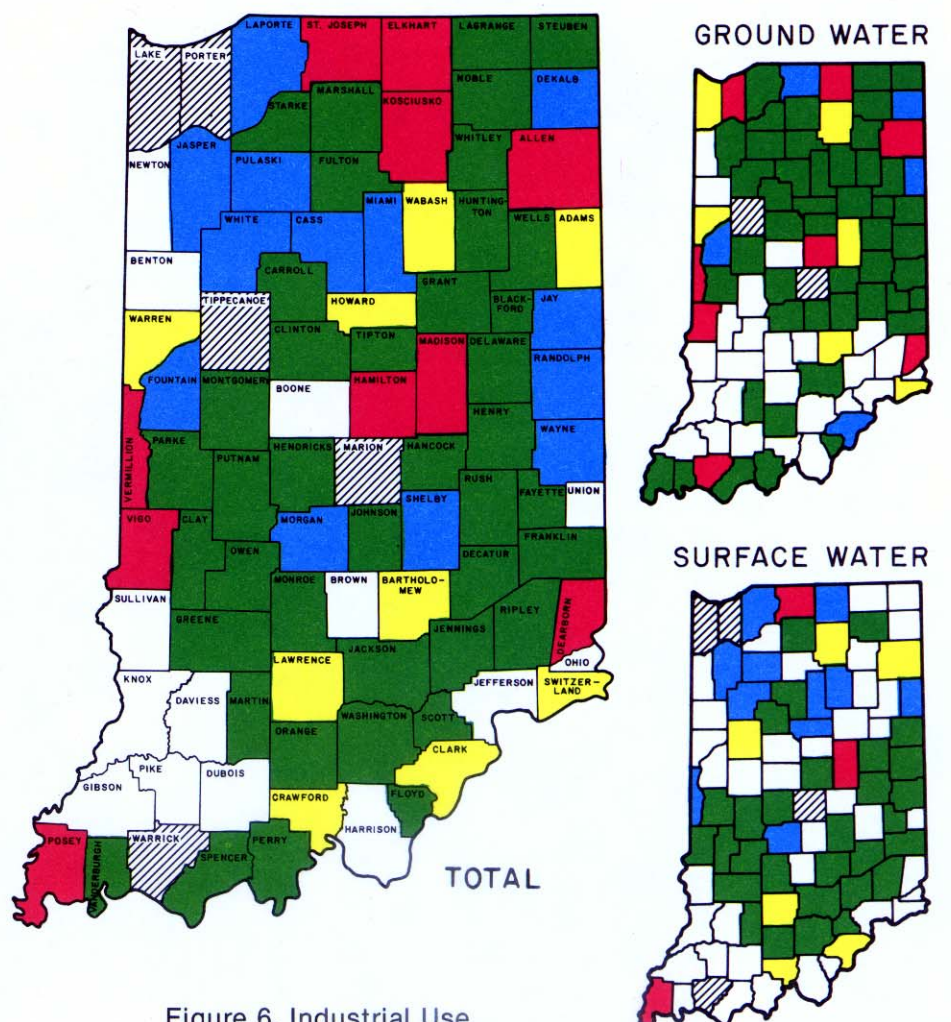 LAPORTE
ST. JOSEPH
ELKHART
LAGRANGE
STEUBEN
LAKE
PORTER
NOBLE
DEKALB
STARKE
MARSHALL
KOSCIUSKO
JASPER
WHITLEY
ALLEN
NEWTON
PULASKI
FULTON
MIAMI
WABASH
HUNTING-
TON
WHITE
CASS
WELLS
ADAMS
BENTON
CARROLL
GRANT
TIPPECANOE
HOWARD
BLACK-
FORD
JAY
WARREN
CLINTON
TIPTON
MADISON
DELAWARE
RANDOLPH
FOUNTAIN
MONTGOMERY
BOONE
HAMILTON
HENRY
WAYNE
VERMILLION
PARKE
HENDRICKS
MARION
HANCOCK
PUTNAM
RUSH
FAYETTE
UNION
VIGO
CLAY
MORGAN
JOHNSON
SHELBY
FRANKLIN
OWEN
DECATUR
MONROE
BROWN
BARTHOLO-
MEW
SULLIVAN
GREENE
RIPLEY
DEARBORN
JENNINGS
JACKSON
LAWRENCE
OHIO
KNOX
DAVIESS
MARTIN
JEFFERSON
SWITZER-
LAND
WASHINGTON
SCOTT
ORANGE
CLARK
PIKE
DUBOIS
GIBSON
CRAWFORD
FLOYD
HARRISON
POSEY
VANDERBURGH
WARRICK
SPENCER
PERRY
TOTAL
GROUND WATER
SURFACE WATER
Figure 6. Industrial Use